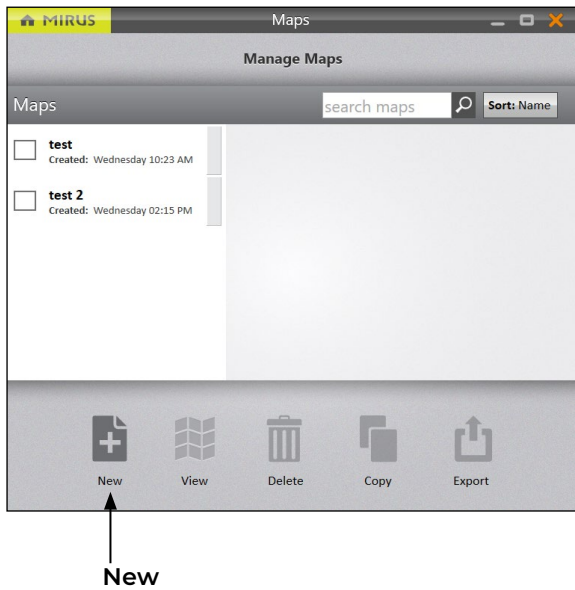 MIRUS Maps
Manage Maps
Maps search maps Sort: Name
test
Created: Wednesday 10:23 AM
test 2
Created: Wednesday 02:15 PM
New View Delete Copy Export
New